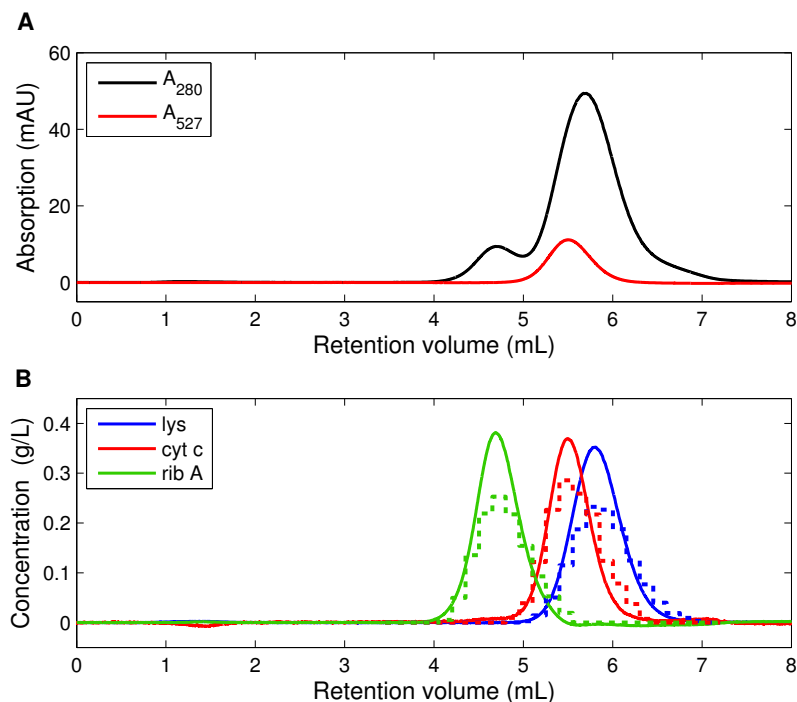 A
60
40
20
0
Absorption (mAU)
A280
A527
0 1 2 3 4 5 6 7 8
Retention volume (mL)
B
0.4
0.3
0.2
0.1
0
Concentration (g/L)
lys
cyt c
rib A
0 1 2 3 4 5 6 7 8
Retention volume (mL)